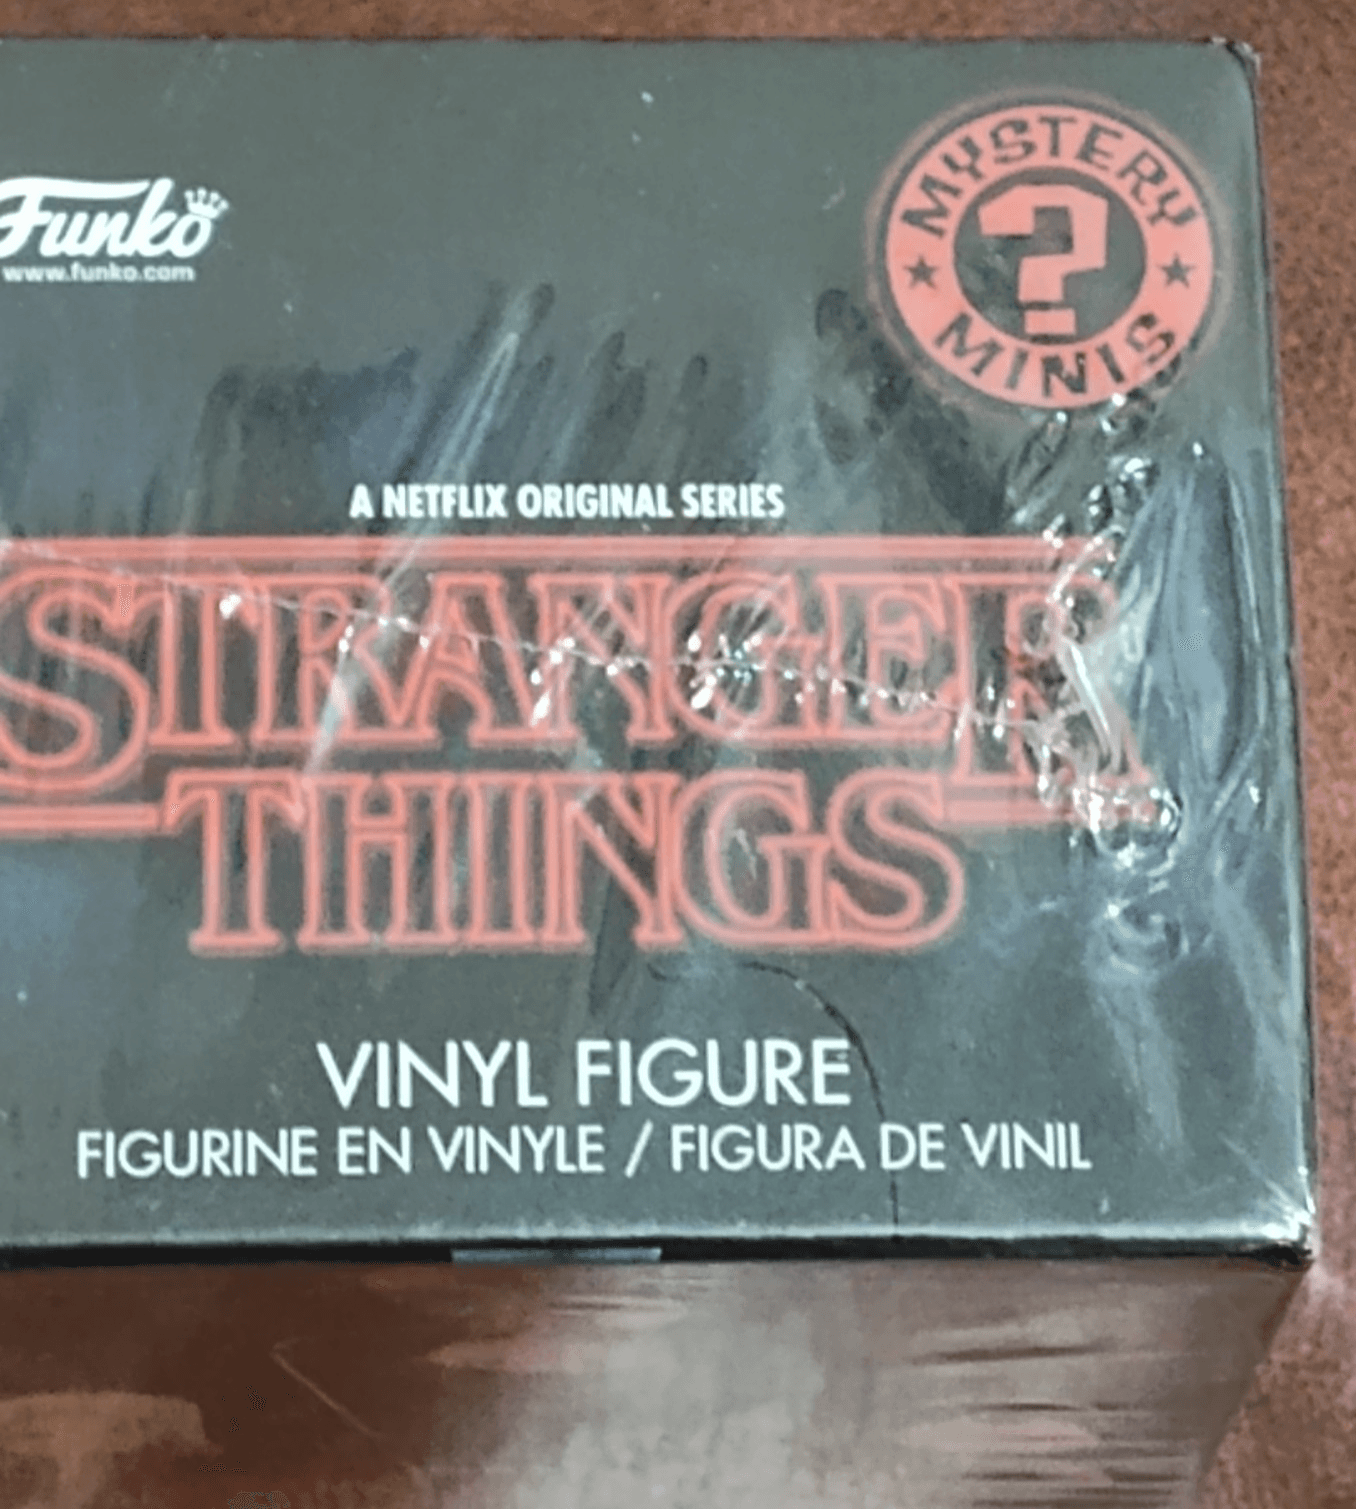 Funko
www.funko.com
MYSTERY
?
MINIS
A NETFLIX ORIGINAL SERIES
STRANGER
THINGS
VINYL FIGURE
FIGURINE EN VINYLE / FIGURA DE VINIL